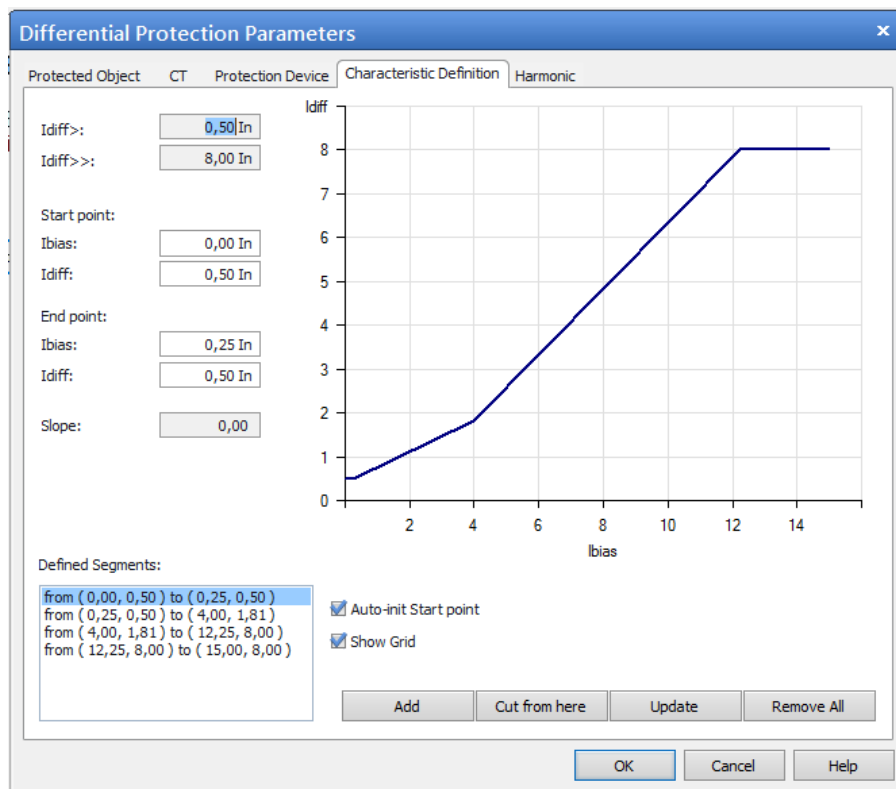 Differential Protection Parameters
Protected Object CT Protection Device Characteristic Definition Harmonic
Idiff>: 0,50 In
Idiff>>: 8,00 In
Start point:
Ibias: 0,00 In
Idiff: 0,50 In
End point:
Ibias: 0,25 In
Idiff: 0,50 In
Slope: 0,00
Idiff
8
7
6
5
4
3
2
1
0
2 4 6 8 10 12 14
Ibias
Defined Segments:
from ( 0,00, 0,50 ) to ( 0,25, 0,50 )
from ( 0,25, 0,50 ) to ( 4,00, 1,81 )
from ( 4,00, 1,81 ) to ( 12,25, 8,00 )
from ( 12,25, 8,00 ) to ( 15,00, 8,00 )
Auto-init Start point
Show Grid
Add Cut from here Update Remove All
OK Cancel Help